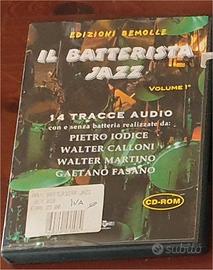 EDIZIONI BEMOLLE
IL BATTERISTA
JAZZ
VOLUME 1°
14 TRACCE AUDIO
con e senza batteria realizzate da:
PIETRO IODICE
WALTER CALLONI
WALTER MARTINO
GAETANO FASANO
CD-ROM
subito